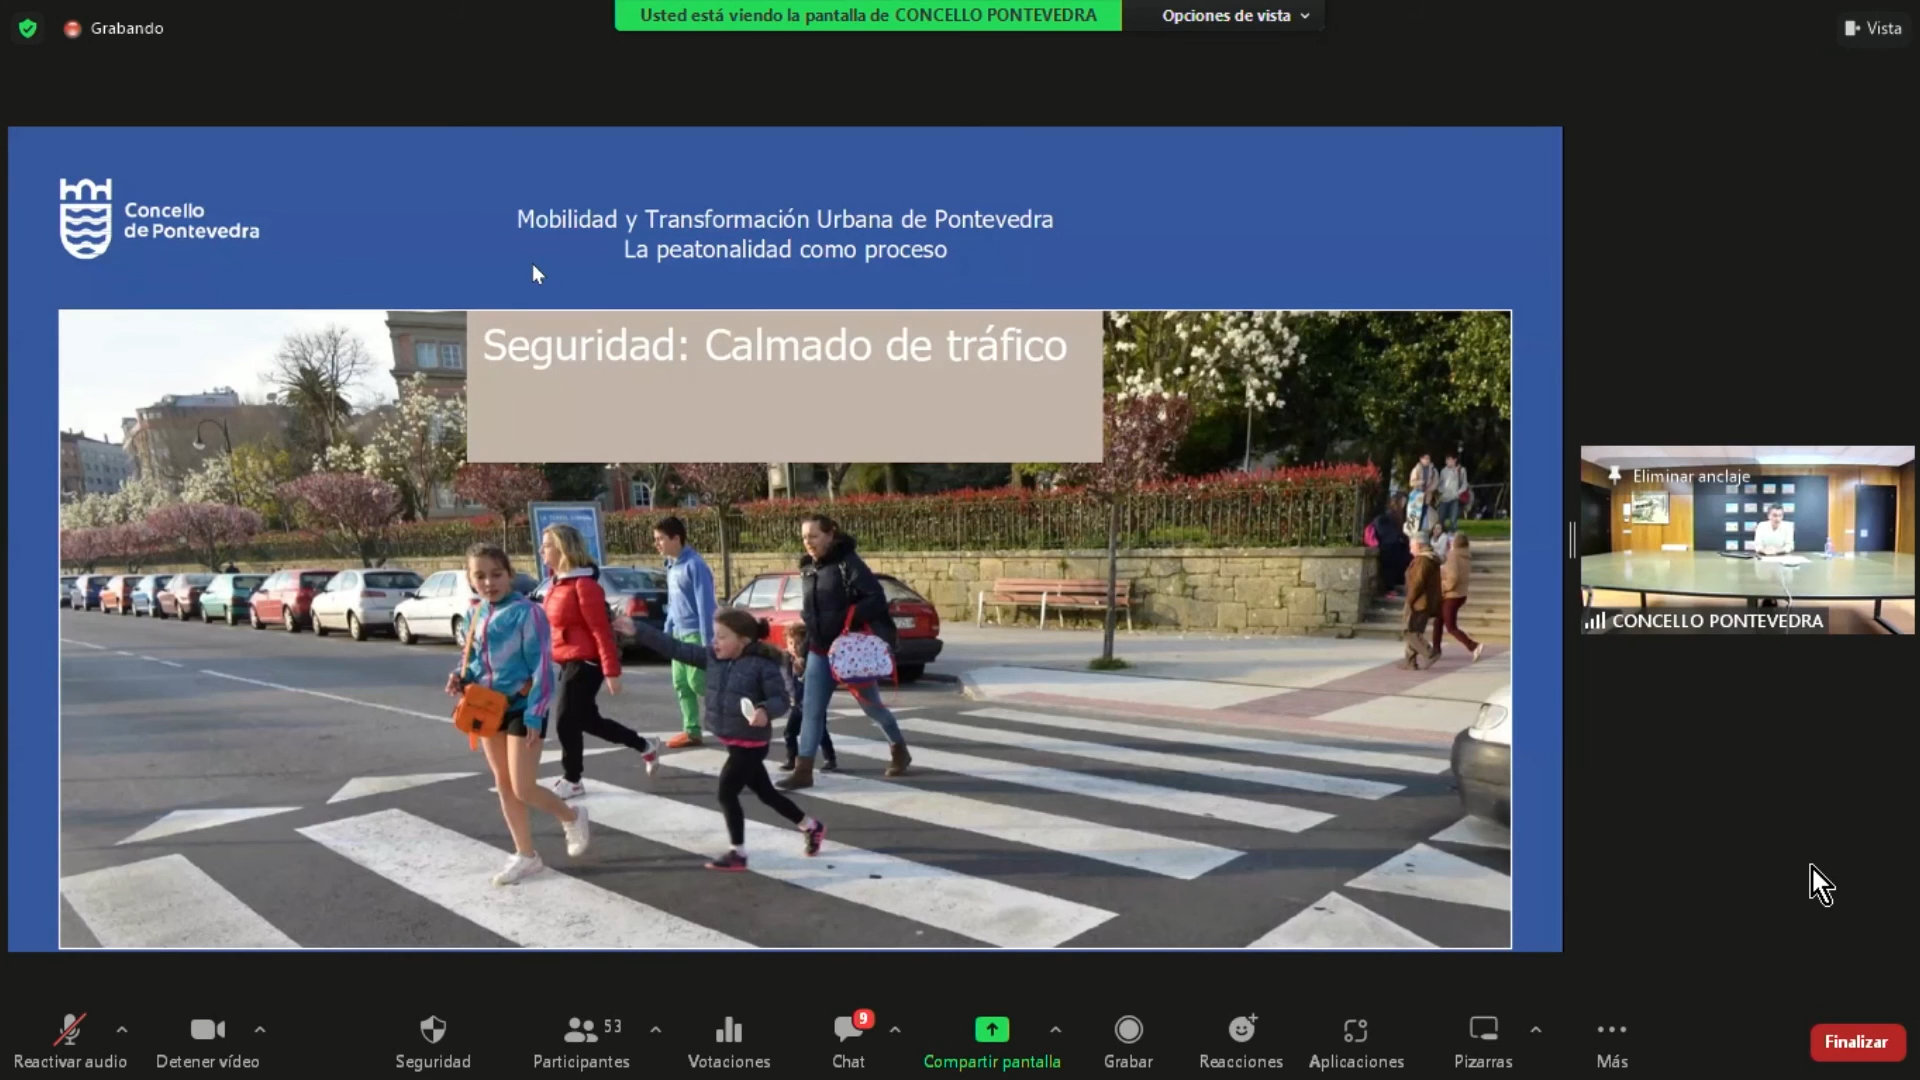 Grabando
Usted está viendo la pantalla de CONCELLO PONTEVEDRA
Opciones de vista
Vista
Concello
de Pontevedra
Mobilidad y Transformación Urbana de Pontevedra
La peatonalidad como proceso
Seguridad: Calmado de tráfico
Eliminar anclaje
CONCELLO PONTEVEDRA
Reactivar audio
Detener vídeo
Seguridad
53
Participantes
Votaciones
9
Chat
Compartir pantalla
Grabar
Reacciones
Aplicaciones
Pizarras
Más
Finalizar